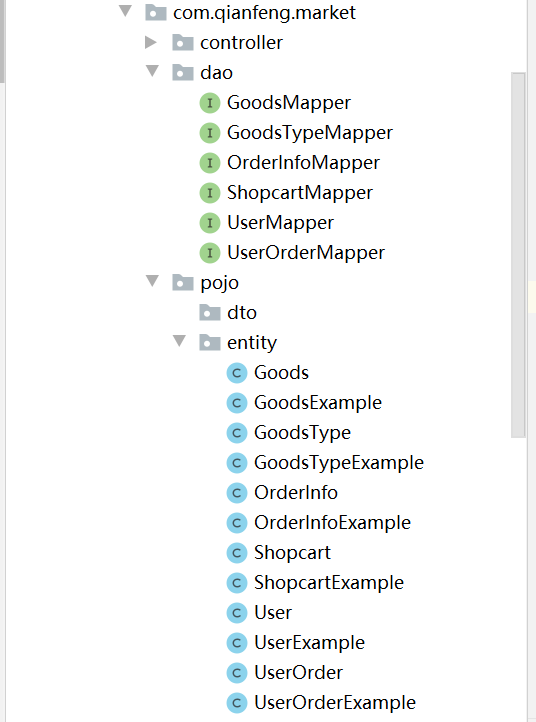 com.qianfeng.market
controller
dao
I GoodsMapper
I GoodsTypeMapper
I OrderInfoMapper
I ShopcartMapper
I UserMapper
I UserOrderMapper
pojo
dto
entity
C Goods
C GoodsExample
C GoodsType
C GoodsTypeExample
C OrderInfo
C OrderInfoExample
C Shopcart
C ShopcartExample
C User
C UserExample
C UserOrder
C UserOrderExample